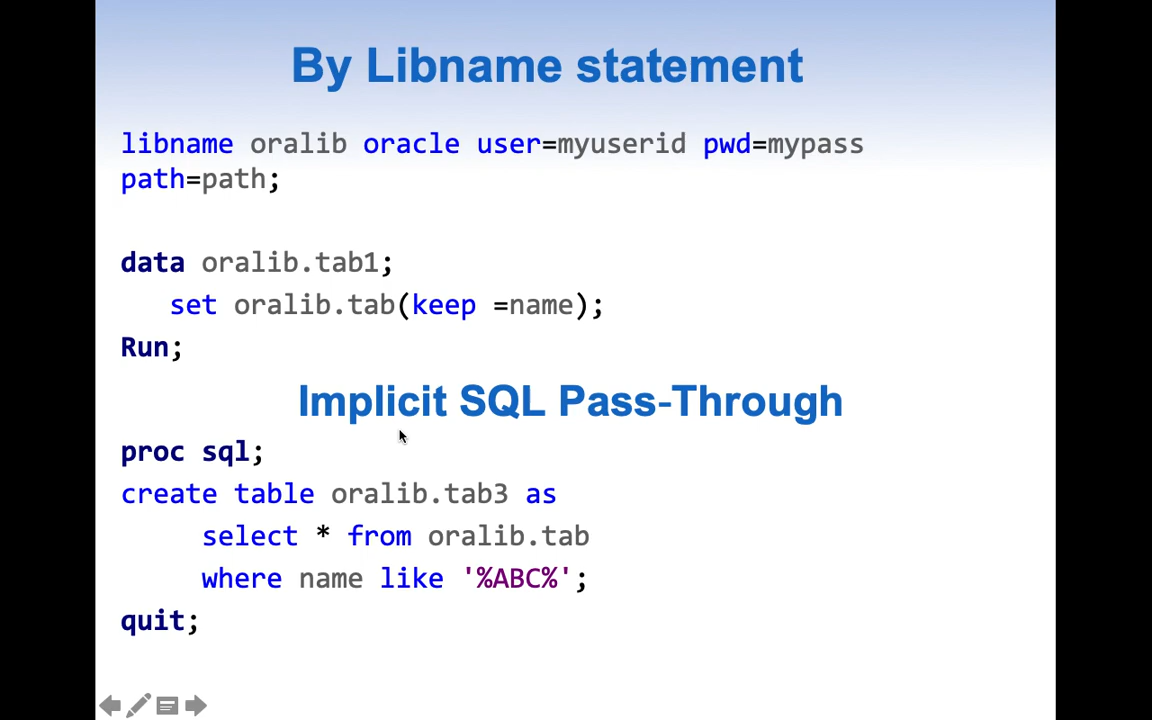 By Libname statement
libname oralib oracle user=myuserid pwd=mypass
path=path;
data oralib.tab1;
set oralib.tab(keep =name);
Run;
Implicit SQL Pass-Through
proc sql;
create table oralib.tab3 as
select * from oralib.tab
where name like '%ABC%';
quit;